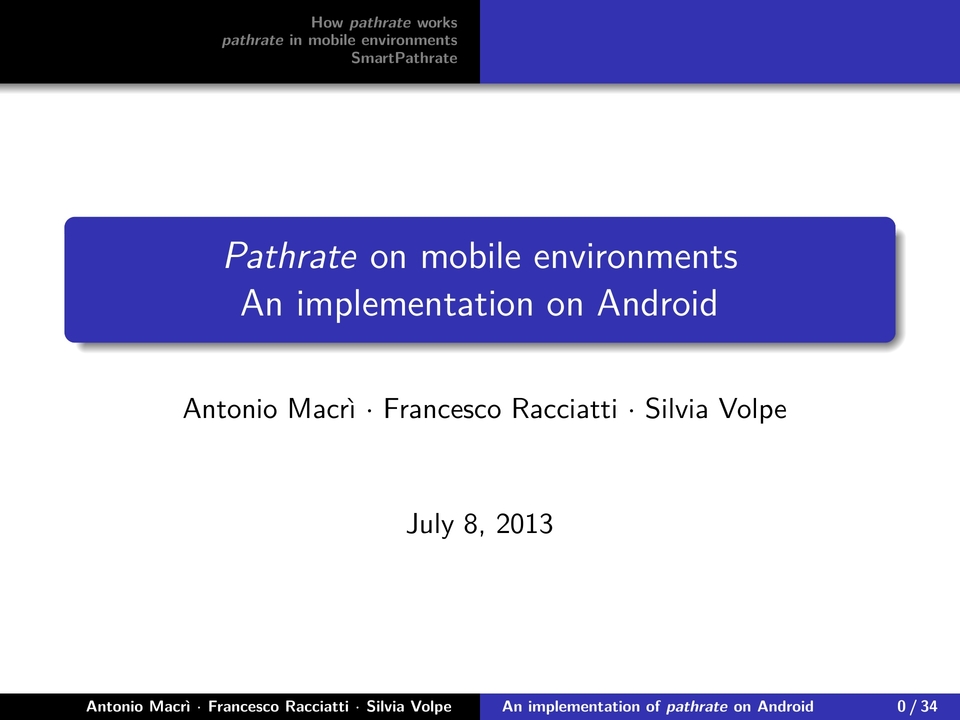 How pathrate works
pathrate in mobile environments
SmartPathrate
Pathrate on mobile environments
An implementation on Android
Antonio Macrì · Francesco Racciatti · Silvia Volpe
July 8, 2013
Antonio Macrì · Francesco Racciatti · Silvia Volpe An implementation of pathrate on Android 0 / 34